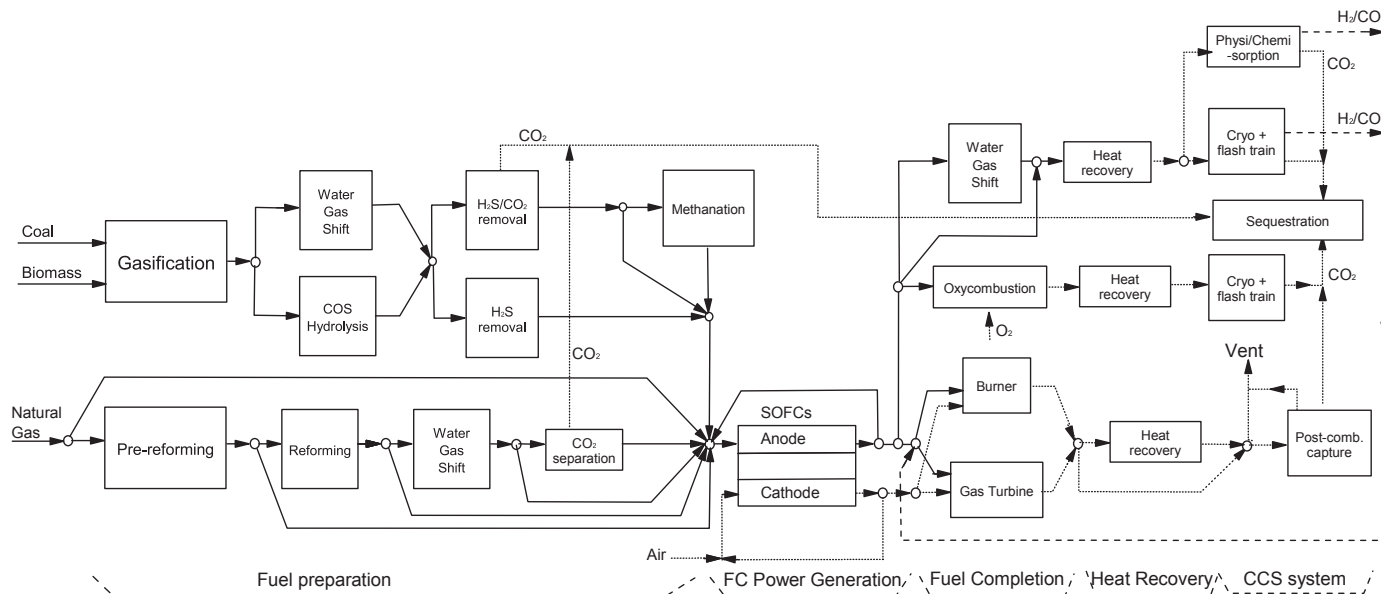 H₂/CO
Physi/Chemi
-sorption
CO₂
H₂/CO
CO₂
Water
Gas
Shift
Heat
recovery
Cryo +
flash train
Water
Gas
Shift
H₂S/CO₂
removal
Methanation
Sequestration
Coal
Gasification
Biomass
CO₂
Oxycombustion
Heat
recovery
Cryo +
flash train
COS
Hydrolysis
H₂S
removal
O₂
CO₂
Vent
Burner
Natural
Gas
SOFCs
Pre-reforming
Reforming
Water
Gas
Shift
CO₂
separation
Anode
Heat
recovery
Post-comb.
capture
Cathode
Gas Turbine
Air
Fuel preparation
FC Power Generation
Fuel Completion
Heat Recovery
CCS system